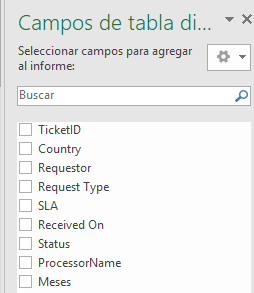 Campos de tabla di...
Seleccionar campos para agregar
al informe:
Buscar
TicketID
Country
Requestor
Request Type
SLA
Received On
Status
ProcessorName
Meses